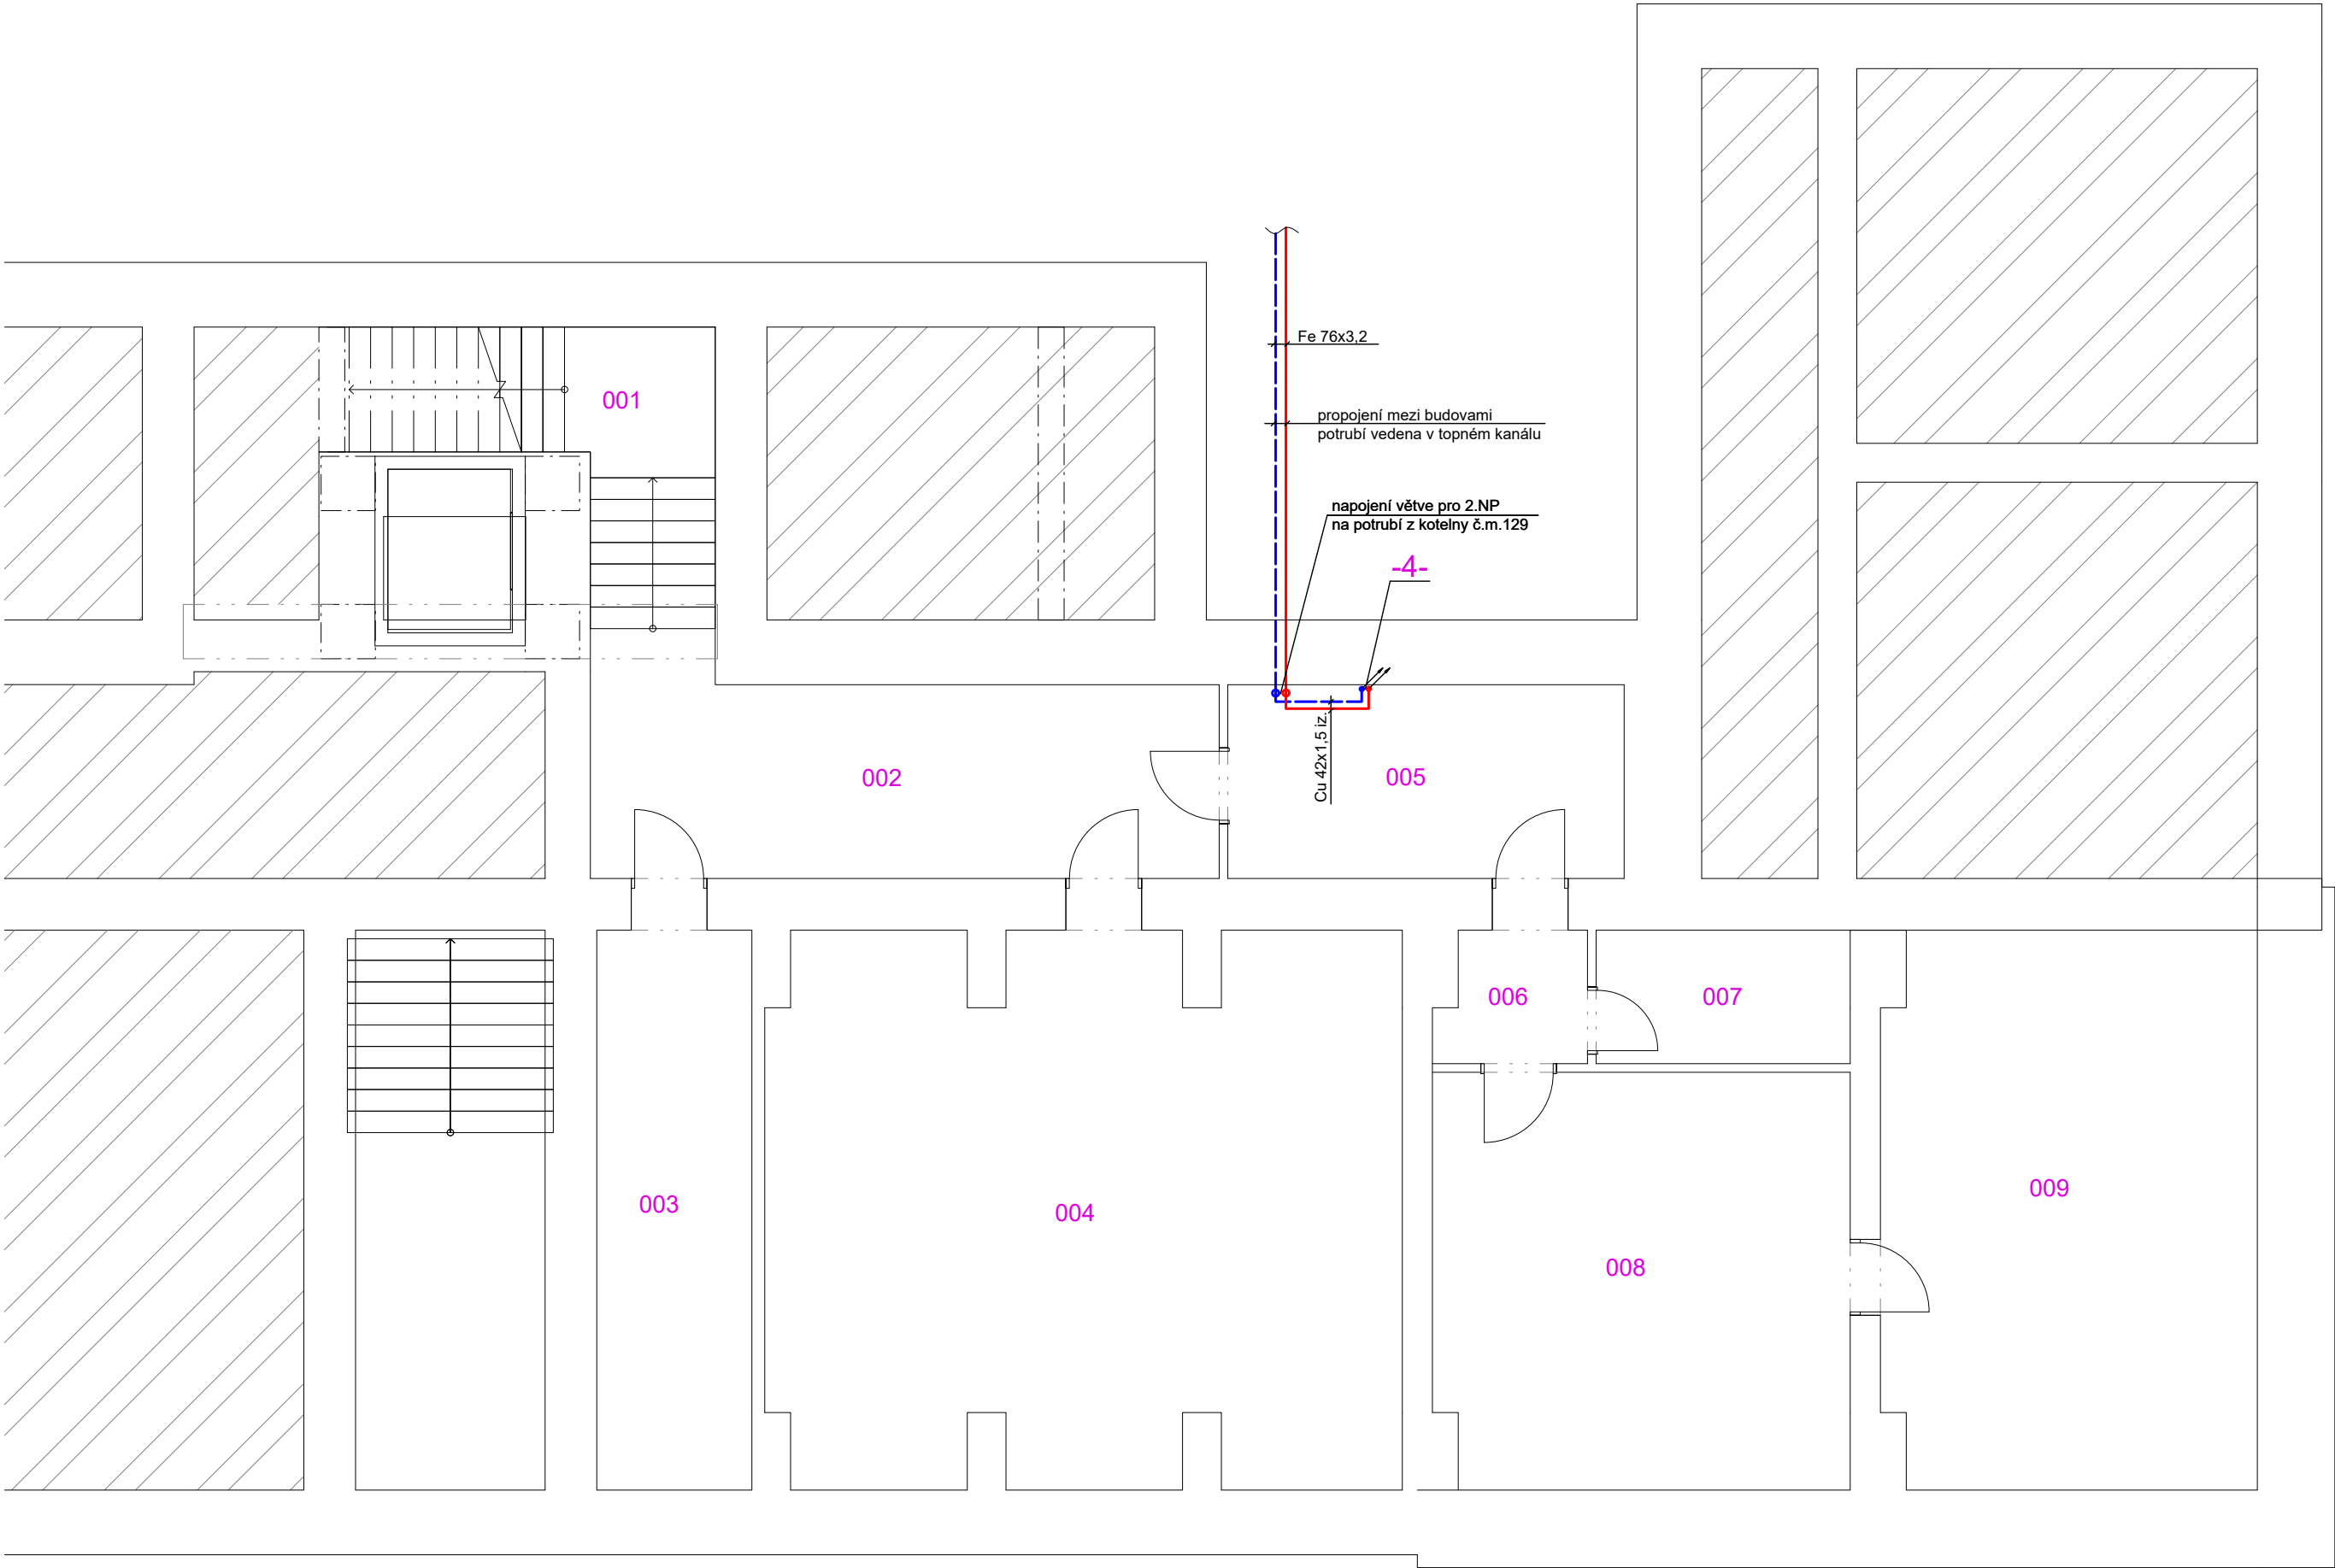 Fe 76x3,2
001
propojení mezi budovami
potrubí vedena v topném kanálu
napojení větve pro 2.NP
na potrubí z kotelny č.m.129
-4-
Cu 42x1,5 iz.
002
005
006
007
003
004
009
008